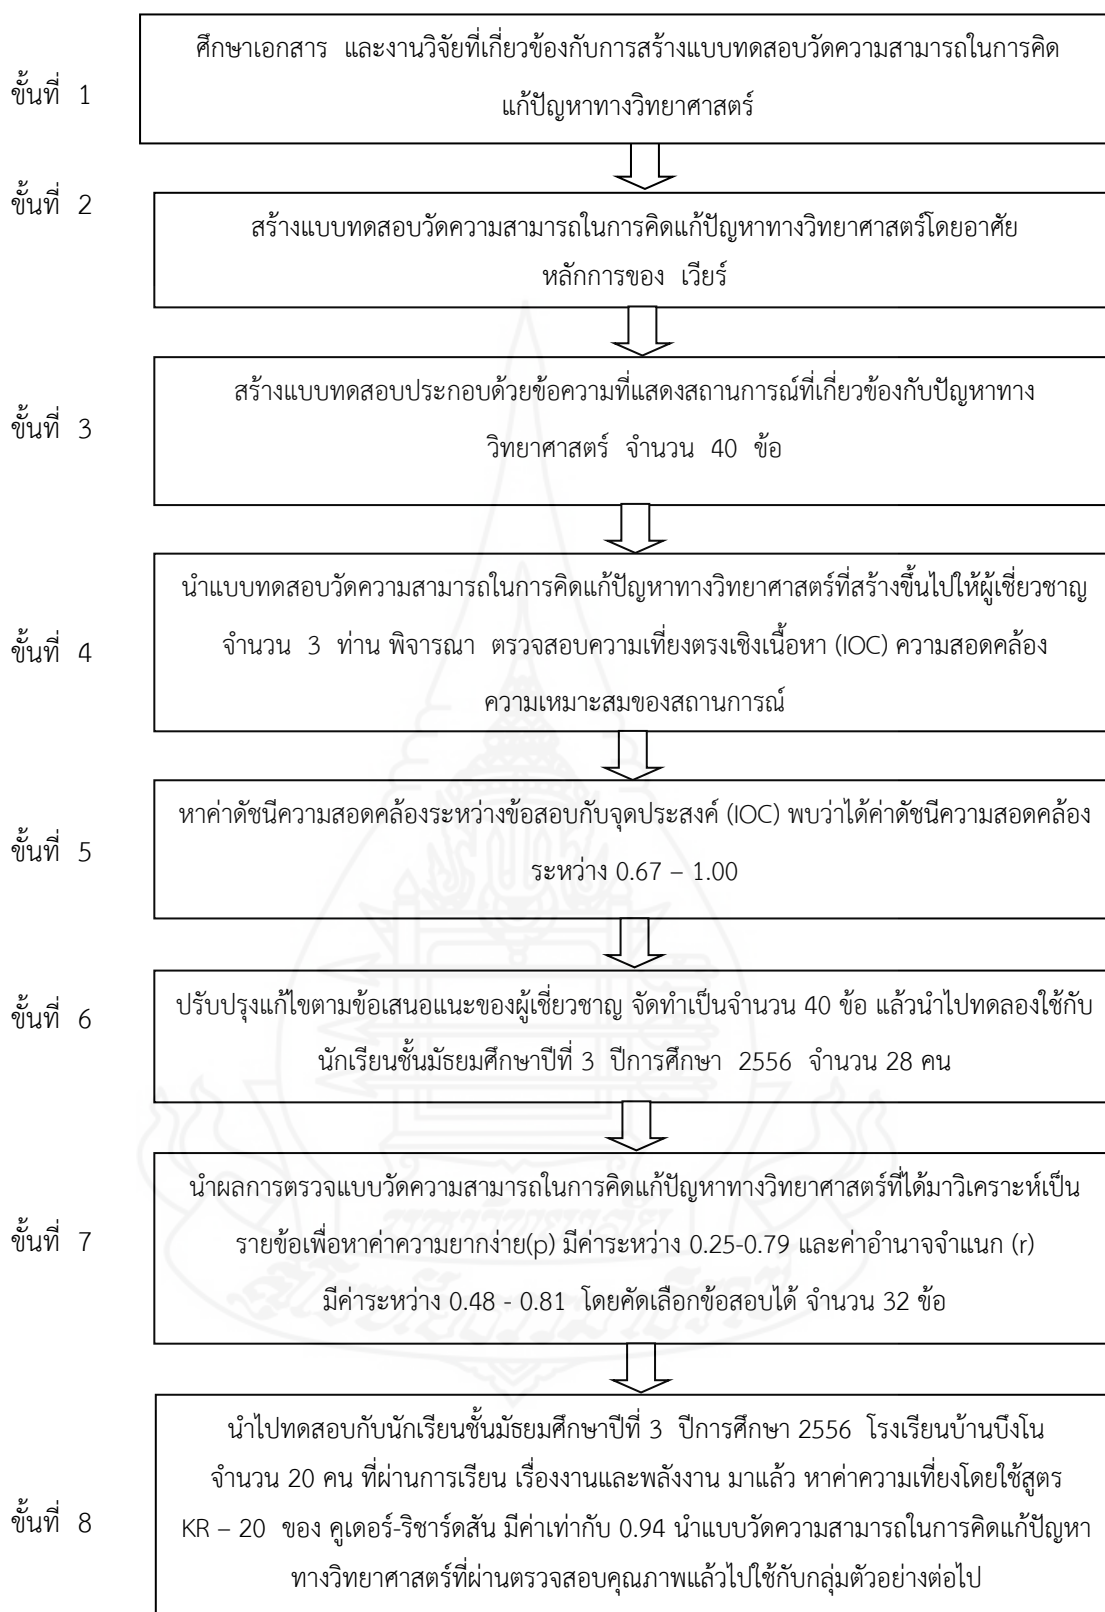 ขั้นที่ 1
ศึกษาเอกสาร และงานวิจัยที่เกี่ยวข้องกับการสร้างแบบทดสอบวัดความสามารถในการคิด
แก้ปัญหาทางวิทยาศาสตร์
ขั้นที่ 2
สร้างแบบทดสอบวัดความสามารถในการคิดแก้ปัญหาทางวิทยาศาสตร์โดยอาศัย
หลักการของ เวียร์
ขั้นที่ 3
สร้างแบบทดสอบประกอบด้วยข้อความที่แสดงสถานการณ์ที่เกี่ยวข้องกับปัญหาทาง
วิทยาศาสตร์ จำนวน 40 ข้อ
ขั้นที่ 4
นำแบบทดสอบวัดความสามารถในการคิดแก้ปัญหาทางวิทยาศาสตร์ที่สร้างขึ้นไปให้ผู้เชี่ยวชาญ
จำนวน 3 ท่าน พิจารณา ตรวจสอบความเที่ยงตรงเชิงเนื้อหา (IOC) ความสอดคล้อง
ความเหมาะสมของสถานการณ์
ขั้นที่ 5
หาค่าดัชนีความสอดคล้องระหว่างข้อสอบกับจุดประสงค์ (IOC) พบว่าได้ค่าดัชนีความสอดคล้อง
ระหว่าง 0.67 – 1.00
ขั้นที่ 6
ปรับปรุงแก้ไขตามข้อเสนอแนะของผู้เชี่ยวชาญ จัดทำเป็นจำนวน 40 ข้อ แล้วนำไปทดลองใช้กับ
นักเรียนชั้นมัธยมศึกษาปีที่ 3 ปีการศึกษา 2556 จำนวน 28 คน
ขั้นที่ 7
นำผลการตรวจแบบวัดความสามารถในการคิดแก้ปัญหาทางวิทยาศาสตร์ที่ได้มาวิเคราะห์เป็น
รายข้อเพื่อหาค่าความยากง่าย(p) มีค่าระหว่าง 0.25-0.79 และค่าอำนาจจำแนก (r)
มีค่าระหว่าง 0.48 - 0.81 โดยคัดเลือกข้อสอบได้ จำนวน 32 ข้อ
ขั้นที่ 8
นำไปทดสอบกับนักเรียนชั้นมัธยมศึกษาปีที่ 3 ปีการศึกษา 2556 โรงเรียนบ้านบึงโน
จำนวน 20 คน ที่ผ่านการเรียน เรื่องงานและพลังงาน มาแล้ว หาค่าความเที่ยงโดยใช้สูตร
KR – 20 ของ คูเดอร์-ริชาร์ดสัน มีค่าเท่ากับ 0.94 นำแบบวัดความสามารถในการคิดแก้ปัญหา
ทางวิทยาศาสตร์ที่ผ่านตรวจสอบคุณภาพแล้วไปใช้กับกลุ่มตัวอย่างต่อไป
มหาวิทยาลัย
สุโขทัยธรรมาธิราช